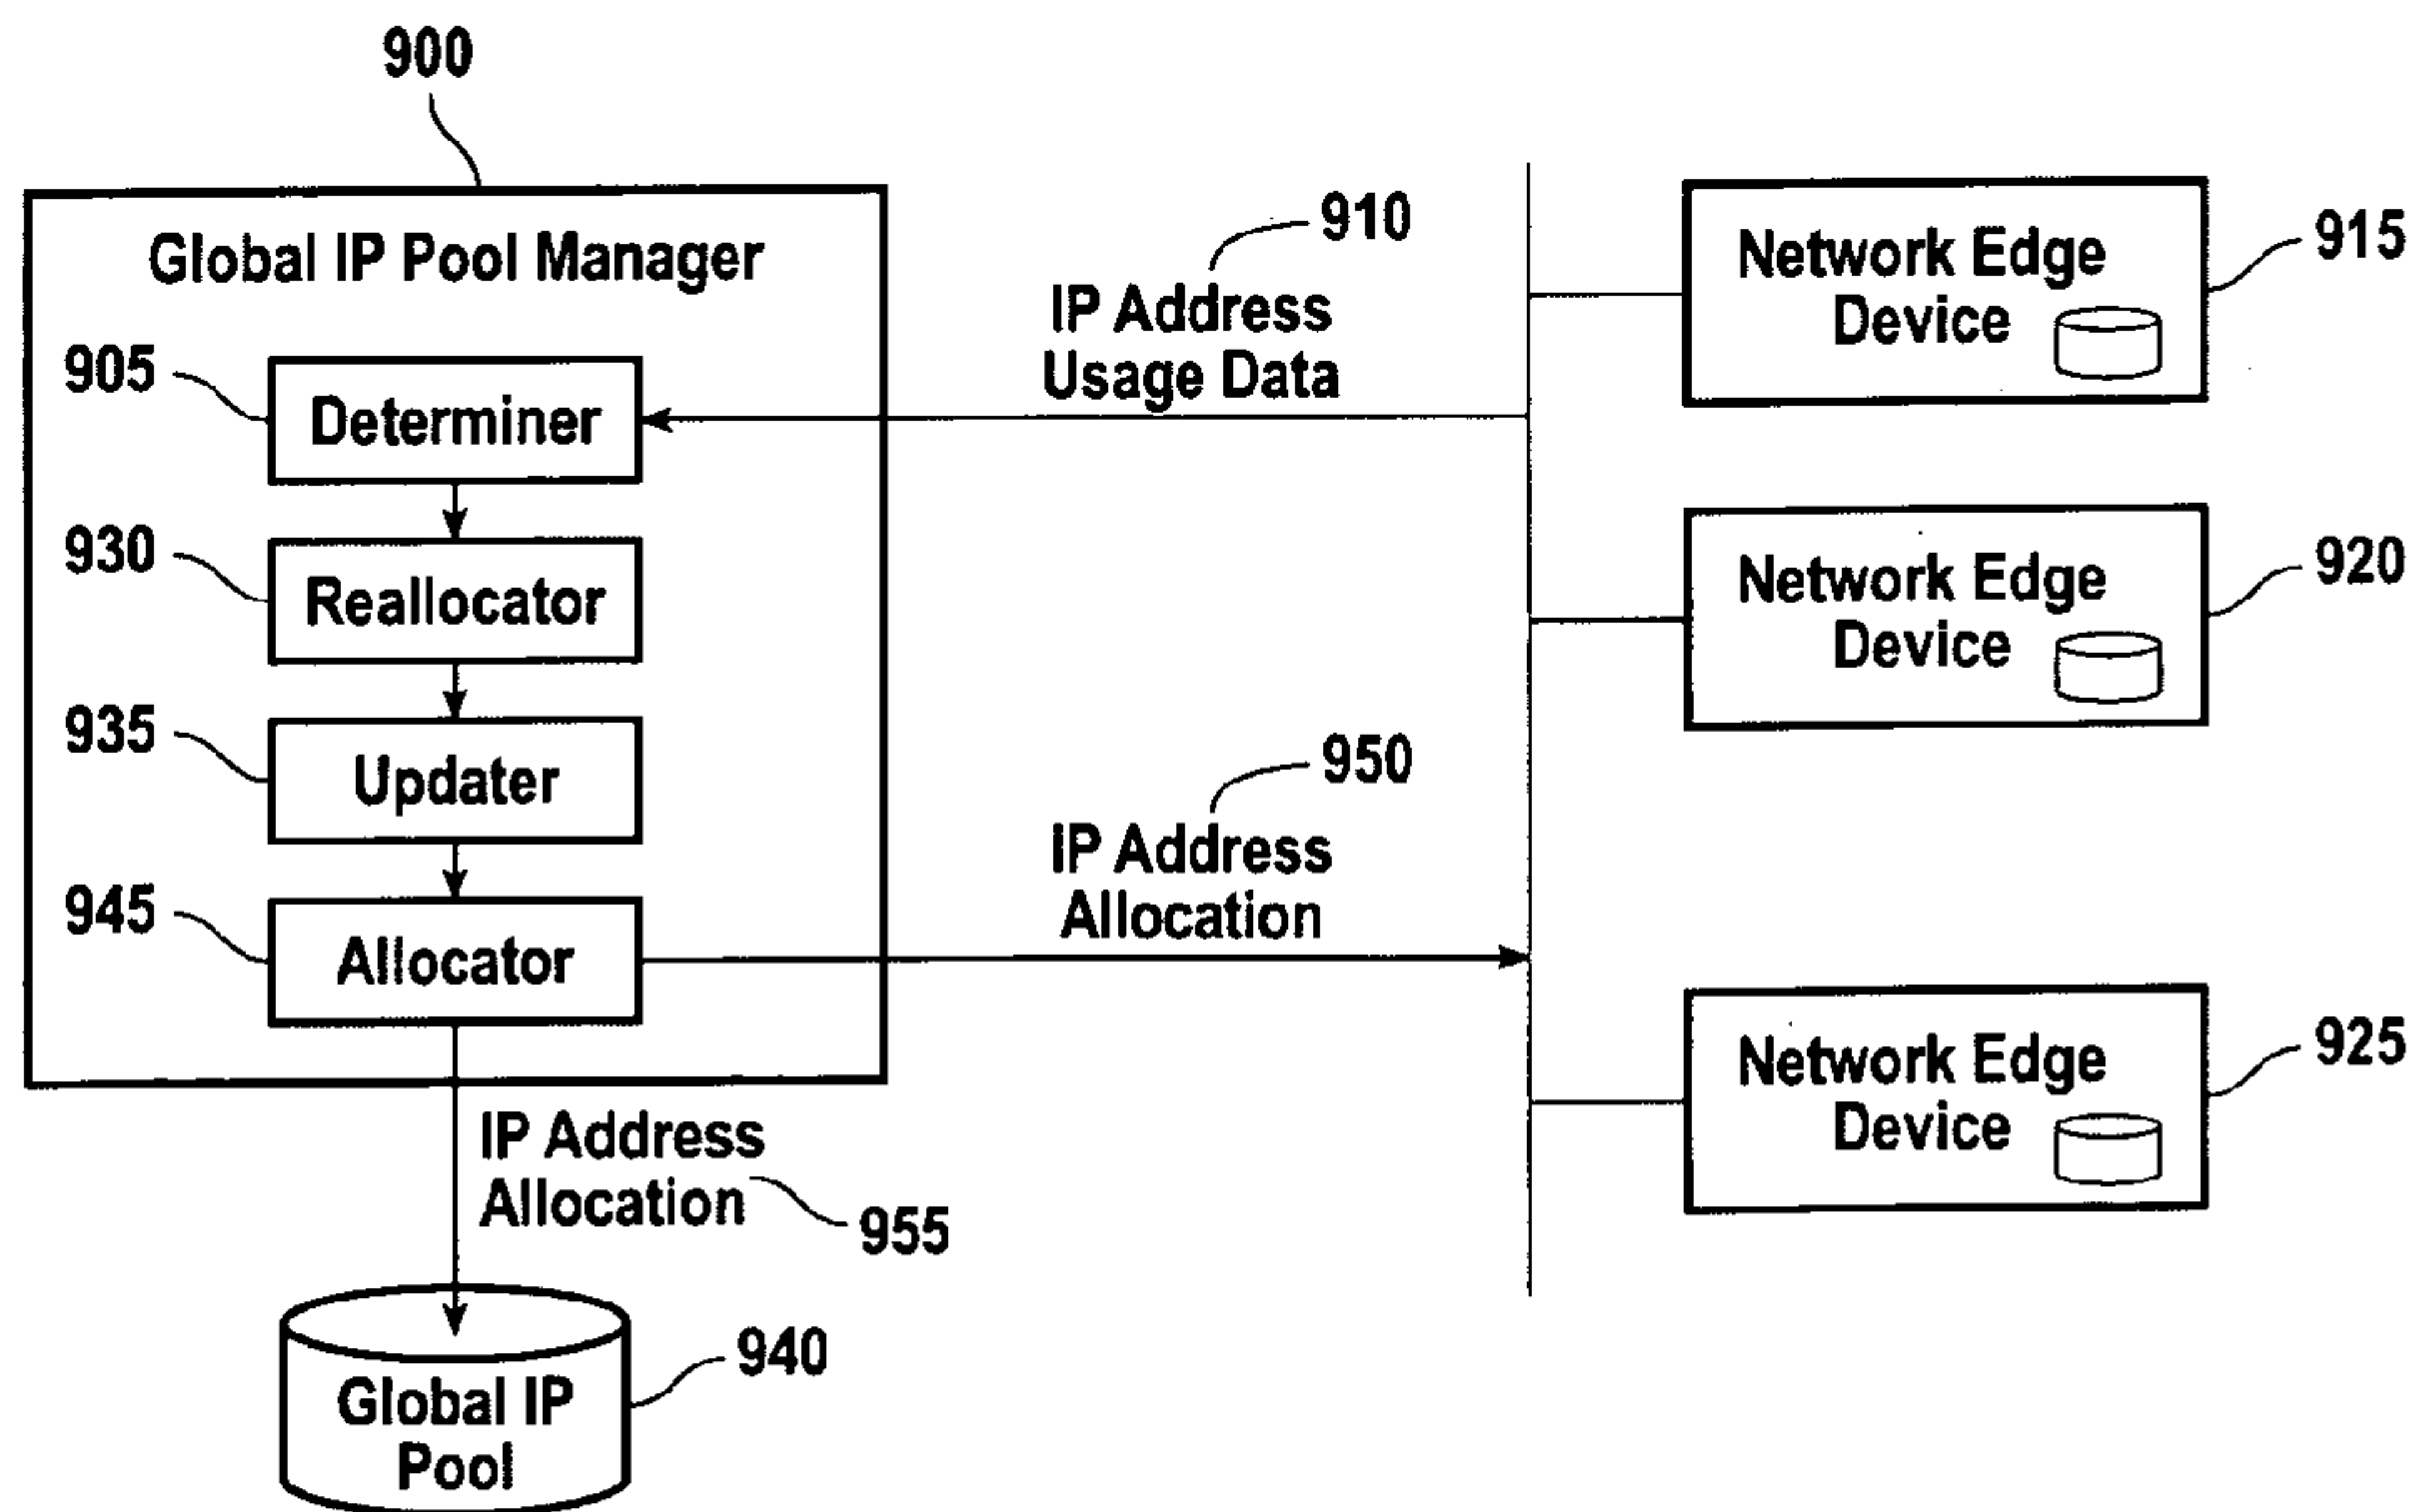 900
Global IP Pool Manager
905
Determiner
930
Reallocator
935
Updater
945
Allocator
910
IP Address
Usage Data
950
IP Address
Allocation
Network Edge
Device
915
Network Edge
Device
920
Network Edge
Device
925
IP Address
Allocation
955
Global IP
Pool
940